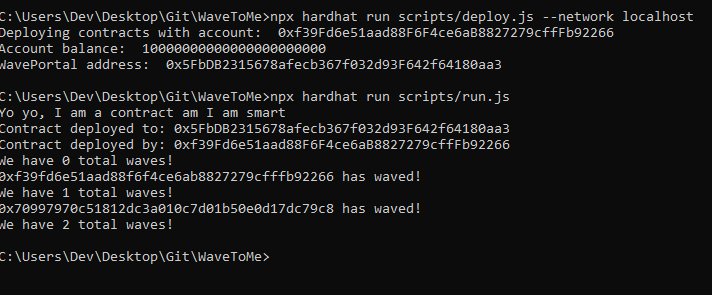 C:\Users\Dev\Desktop\Git\WaveToMe>npx hardhat run scripts/deploy.js --network localhost
Deploying contracts with account:  0xf39Fd6e51aad88F6F4ce6aB8827279cffFb92266
Account balance:  10000000000000000000000
WavePortal address:  0x5FbDB2315678afecb367f032d93F642f64180aa3
C:\Users\Dev\Desktop\Git\WaveToMe>npx hardhat run scripts/run.js
Yo yo, I am a contract am I am smart
Contract deployed to: 0x5FbDB2315678afecb367f032d93F642f64180aa3
Contract deployed by: 0xf39Fd6e51aad88F6F4ce6aB8827279cffFb92266
We have 0 total waves!
0xf39fd6e51aad88f6f4ce6ab8827279cfffb92266 has waved!
We have 1 total waves!
0x70997970c51812dc3a010c7d01b50e0d17dc79c8 has waved!
We have 2 total waves!
C:\Users\Dev\Desktop\Git\WaveToMe>